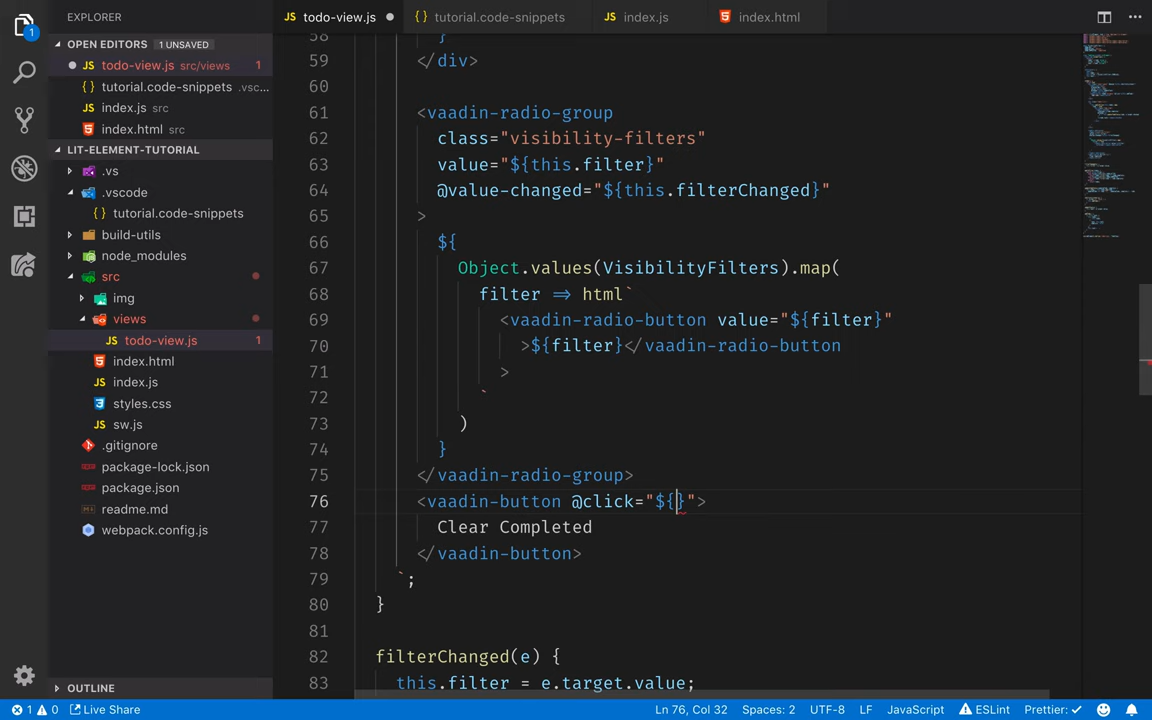 EXPLORER
OPEN EDITORS 1 UNSAVED
todo-view.js src/views 1
tutorial.code-snippets .vsc...
index.js src
index.html src
LIT-ELEMENT-TUTORIAL
.vs
.vscode
tutorial.code-snippets
build-utils
node_modules
src
img
views
todo-view.js 1
index.html
index.js
styles.css
sw.js
.gitignore
package-lock.json
package.json
readme.md
webpack.config.js
OUTLINE
todo-view.js
tutorial.code-snippets
index.js
index.html
58 }
59 </div>
60
61 <vaadin-radio-group
62 class="visibility-filters"
63 value="${this.filter}"
64 @value-changed="${this.filterChanged}"
65 >
66 ${
67 Object.values(VisibilityFilters).map(
68 filter => html`
69 <vaadin-radio-button value="${filter}"
70 >${filter}</vaadin-radio-button
71 >
72 `
73 )
74 }
75 </vaadin-radio-group>
76 <vaadin-button @click="${}">
77 Clear Completed
78 </vaadin-button>
79 `;
80 }
81
82 filterChanged(e) {
83 this.filter = e.target.value;
1 0 Live Share Ln 76, Col 32 Spaces: 2 UTF-8 LF JavaScript ESLint Prettier: ✓